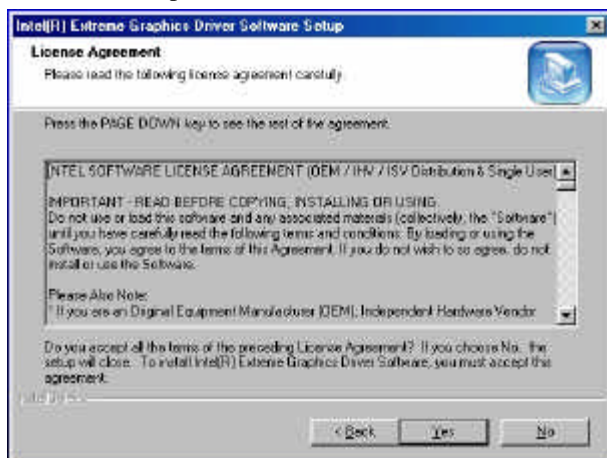 Intel(R) Extreme Graphics Driver Software Setup
License Agreement
Please read the following license agreement carefully.
Press the PAGE DOWN key to see the rest of the agreement.
INTEL SOFTWARE LICENSE AGREEMENT (OEM / IHV / ISV Distribution & Single User
IMPORTANT - READ BEFORE COPYING, INSTALLING OR USING.
Do not use or load this software and any associated materials (collectively, the "Software")
until you have carefully read the following terms and conditions. By loading or using the
Software, you agree to the terms of this Agreement. If you do not wish to so agree, do not
install or use the Software.
Please Also Note:
* If you are an Original Equipment Manufacturer (OEM), Independent Hardware Vendor
Do you accept all the terms of the preceding License Agreement? If you choose No, the
setup will close. To install Intel(R) Extreme Graphics Driver Software, you must accept this
agreement.
< Back
Yes
No